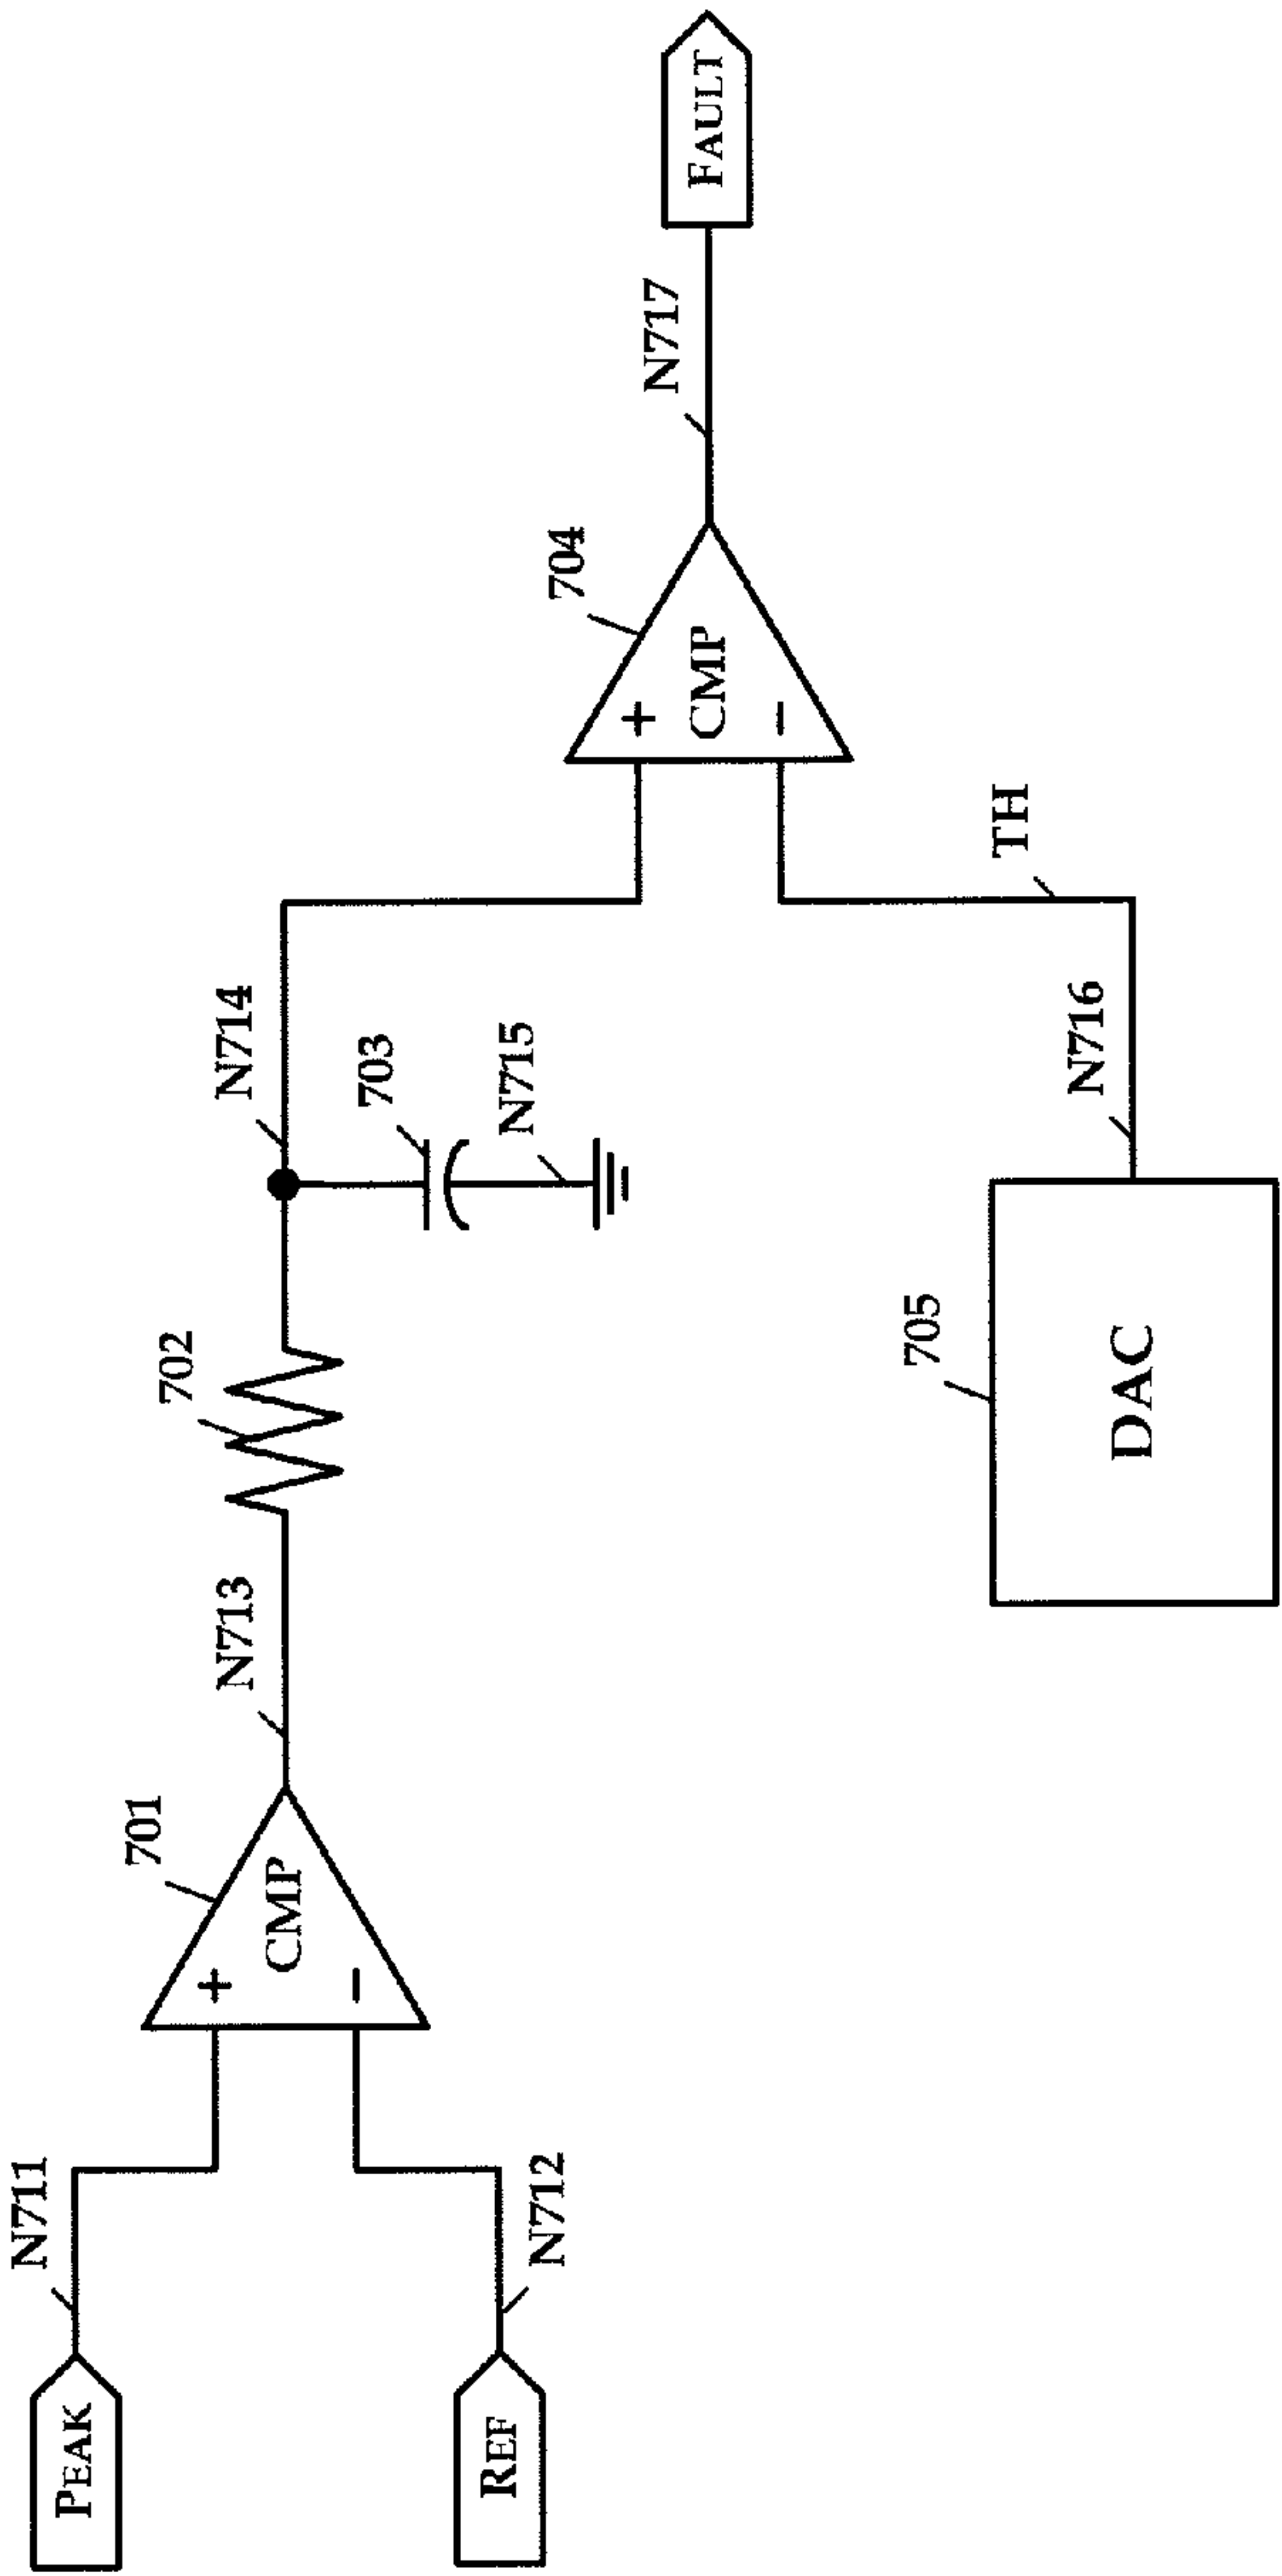 PEAK
N711
REF
N712
+
CMP
−
701
N713
702
N714
703
N715
+
CMP
−
704
N717
FAULT
TH
N716
705
DAC